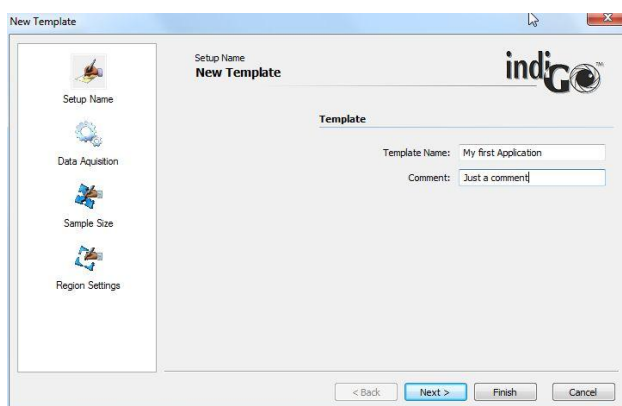 New Template
Setup Name
New Template
indiGo™
Setup Name
Data Aquisition
Sample Size
Region Settings
Template
Template Name: My first Application
Comment: Just a comment
< Back Next > Finish Cancel